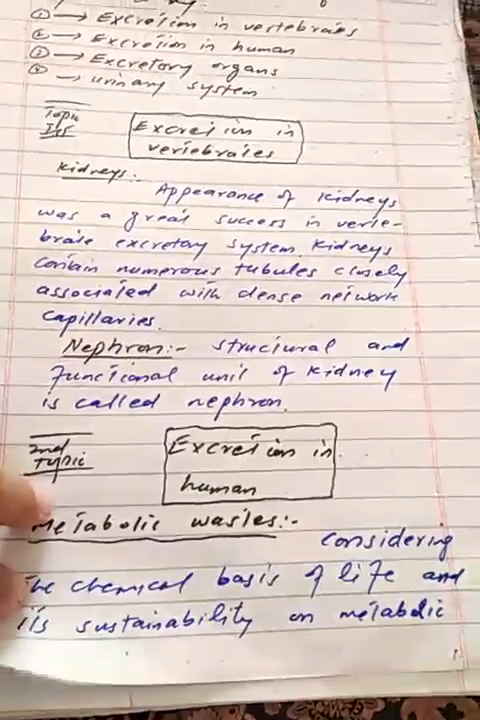 ① → Excretion in vertebrates
② → Excretion in human
③ → Excretory organs
④ → urinary system
Topic
1st
Excretion in
vertebrates
Kidneys:-
Appearance of kidneys
was a great success in verte-
brate excretory system kidneys
contain numerous tubules closely
associated with dense network
capillaries.
Nephron:- structural and
functional unit of kidney
is called nephron.
2nd
Typic
Excretion in
human
Metabolic wastes:-
Considering
the chemical basis of life and
its sustainability on metabolic